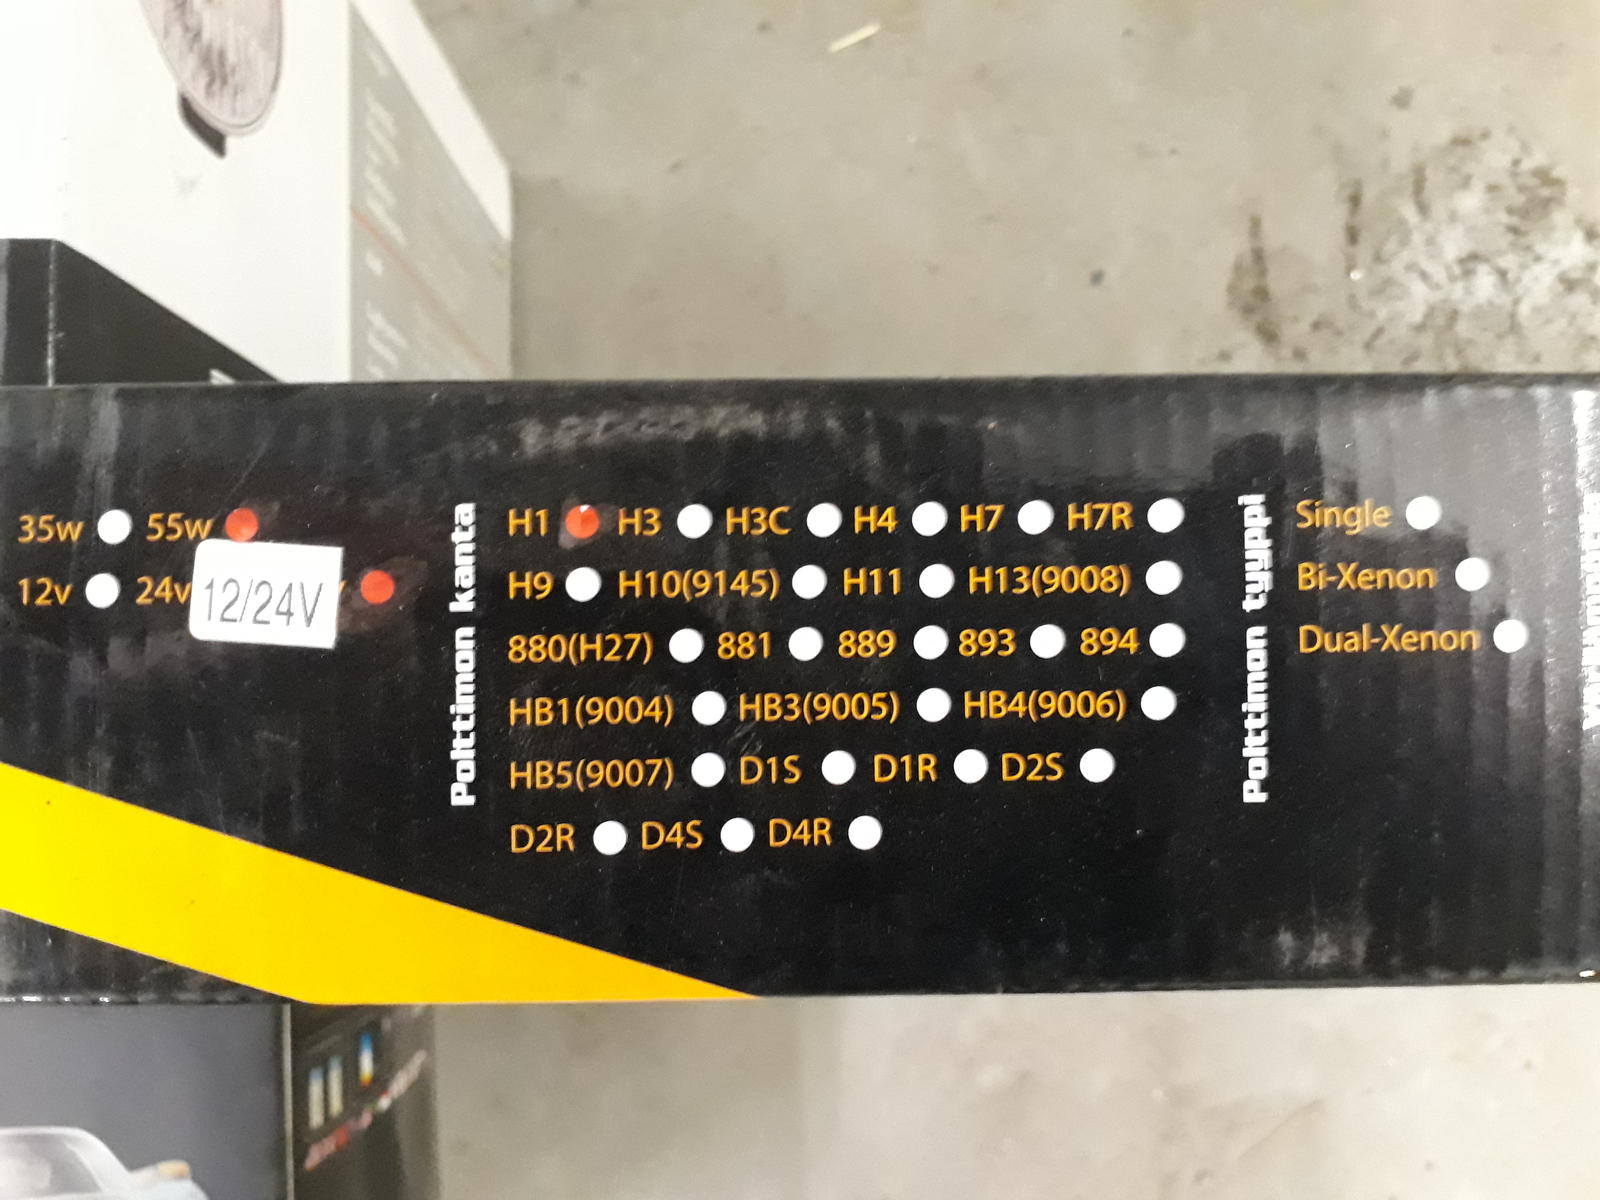 35w 55w
12v 24v 12/24V
Polttimon kanta
H1 H3 H3C H4 H7 H7R
H9 H10(9145) H11 H13(9008)
880(H27) 881 889 893 894
HB1(9004) HB3(9005) HB4(9006)
HB5(9007) D1S D1R D2S
D2R D4S D4R
Polttimon tyyppi
Single
Bi-Xenon
Dual-Xenon